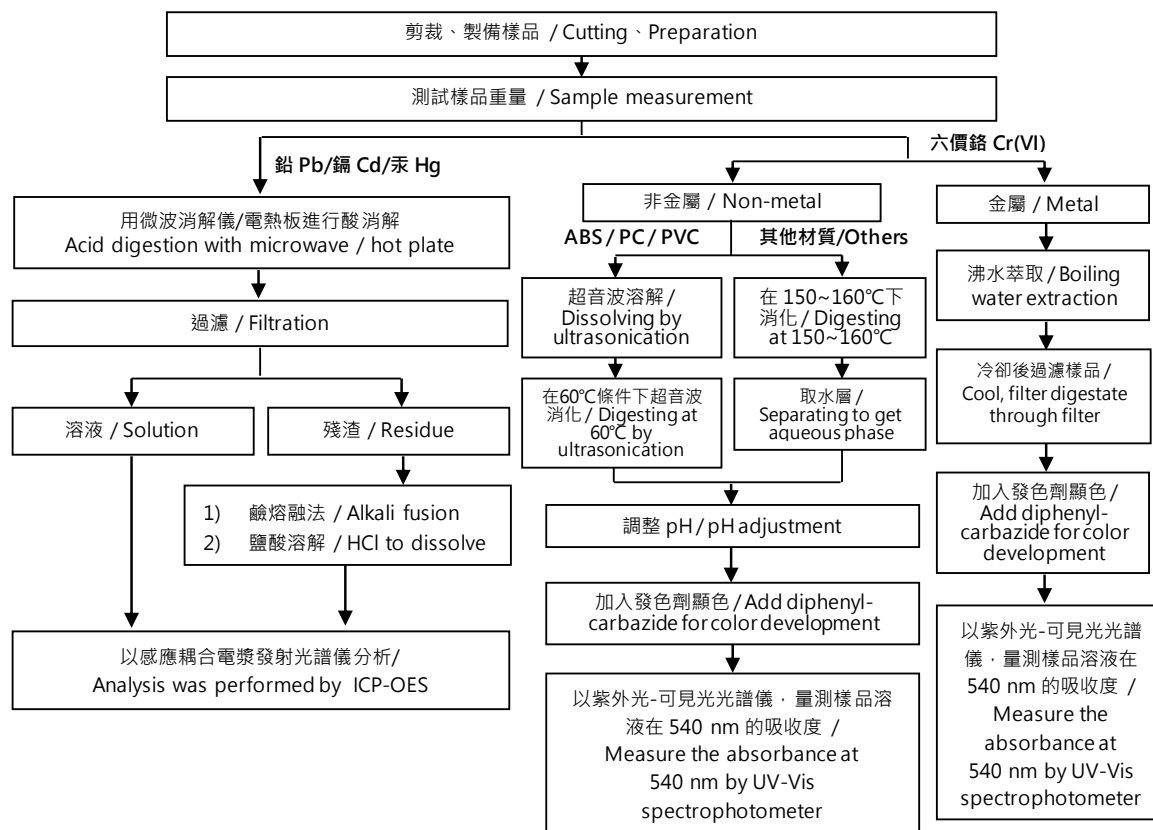 剪裁、製備樣品 / Cutting、Preparation
測試樣品重量 / Sample measurement
鉛 Pb/鎘 Cd/汞 Hg
六價鉻 Cr(VI)
用微波消解儀/電熱板進行酸消解
Acid digestion with microwave / hot plate
過濾 / Filtration
溶液 / Solution
殘渣 / Residue
1) 鹼熔融法 / Alkali fusion
2) 鹽酸溶解 / HCl to dissolve
以感應耦合電漿發射光譜儀分析/
Analysis was performed by ICP-OES
非金屬 / Non-metal
ABS / PC / PVC
其他材質/Others
超音波溶解 /
Dissolving by
ultrasonication
在 150~160℃下
消化 / Digesting
at 150~160℃
在60℃條件下超音波
消化 / Digesting at
60℃ by
ultrasonication
取水層 /
Separating to get
aqueous phase
調整 pH / pH adjustment
加入發色劑顯色 / Add diphenyl-
carbazide for color development
以紫外光-可見光光譜儀，量測樣品溶
液在 540 nm 的吸收度 /
Measure the absorbance at
540 nm by UV-Vis
spectrophotometer
金屬 / Metal
沸水萃取 / Boiling
water extraction
冷卻後過濾樣品 /
Cool, filter digestate
through filter
加入發色劑顯色 /
Add diphenyl-
carbazide for color
development
以紫外光-可見光光譜
儀，量測樣品溶液在
540 nm 的吸收度 /
Measure the
absorbance at
540 nm by UV-Vis
spectrophotometer